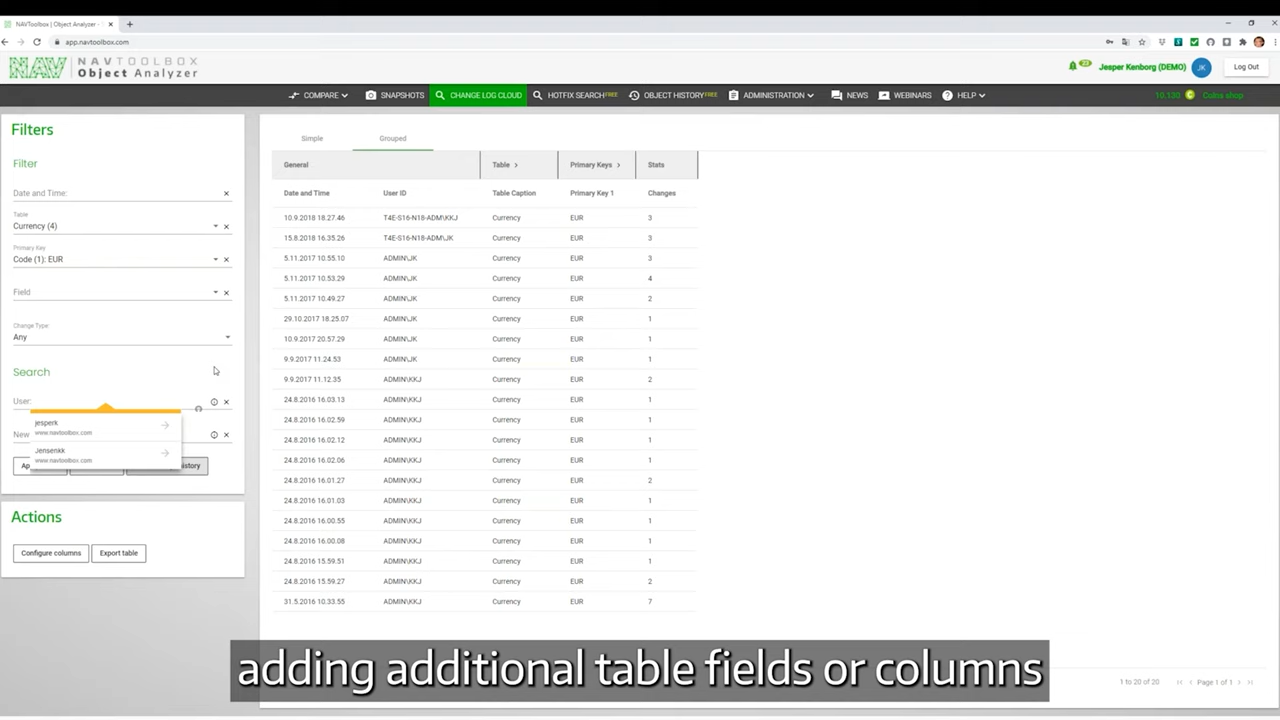 NAVToolbox | Object Analyzer -
app.navtoolbox.com
NAV NAVTOOLBOX
Object Analyzer
23
Jesper Kenborg (DEMO)
JK
Log Out
COMPARE
SNAPSHOTS
CHANGE LOG CLOUD
HOTFIX SEARCH FREE
OBJECT HISTORY FREE
ADMINISTRATION
NEWS
WEBINARS
HELP
10.130 C Coins shop
Filters
Filter
Date and Time:
Table
Currency (4)
Primary Key
Code (1): EUR
Field
Change Type:
Any
Search
User:
jesperk
www.navtoolbox.com
New
Jensenkk
www.navtoolbox.com
Ap
istory
Actions
Configure columns
Export table
Simple Grouped
General Table Primary Keys Stats
Date and Time User ID Table Caption Primary Key 1 Changes
10.9.2018 18.27.46 T4E-S16-N18-ADM\KKJ Currency EUR 3
15.8.2018 16.35.26 T4E-S16-N18-ADM\JK Currency EUR 3
5.11.2017 10.55.10 ADMIN\JK Currency EUR 3
5.11.2017 10.53.29 ADMIN\JK Currency EUR 4
5.11.2017 10.49.27 ADMIN\JK Currency EUR 2
29.10.2017 18.25.07 ADMIN\JK Currency EUR 1
10.9.2017 20.57.29 ADMIN\JK Currency EUR 1
9.9.2017 11.24.53 ADMIN\JK Currency EUR 1
9.9.2017 11.12.35 ADMIN\KKJ Currency EUR 2
24.8.2016 16.03.13 ADMIN\KKJ Currency EUR 1
24.8.2016 16.02.59 ADMIN\KKJ Currency EUR 1
24.8.2016 16.02.12 ADMIN\KKJ Currency EUR 1
24.8.2016 16.02.06 ADMIN\KKJ Currency EUR 1
24.8.2016 16.01.27 ADMIN\KKJ Currency EUR 2
24.8.2016 16.01.03 ADMIN\KKJ Currency EUR 1
24.8.2016 16.00.55 ADMIN\KKJ Currency EUR 1
24.8.2016 16.00.08 ADMIN\KKJ Currency EUR 1
24.8.2016 15.59.51 ADMIN\KKJ Currency EUR 1
24.8.2016 15.59.27 ADMIN\KKJ Currency EUR 2
31.5.2016 10.33.55 ADMIN\KKJ Currency EUR 7
adding additional table fields or columns
1 to 20 of 20 Page 1 of 1